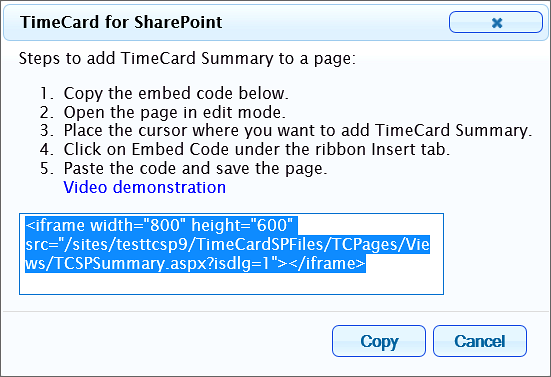 TimeCard for SharePoint
Steps to add TimeCard Summary to a page:
1. Copy the embed code below.
2. Open the page in edit mode.
3. Place the cursor where you want to add TimeCard Summary.
4. Click on Embed Code under the ribbon Insert tab.
5. Paste the code and save the page.
Video demonstration
<iframe width="800" height="600"
src="/sites/testtcsp9/TimeCardSPFiles/TCPages/Vie
ws/TCSPSummary.aspx?isdlg=1"></iframe>
Copy
Cancel